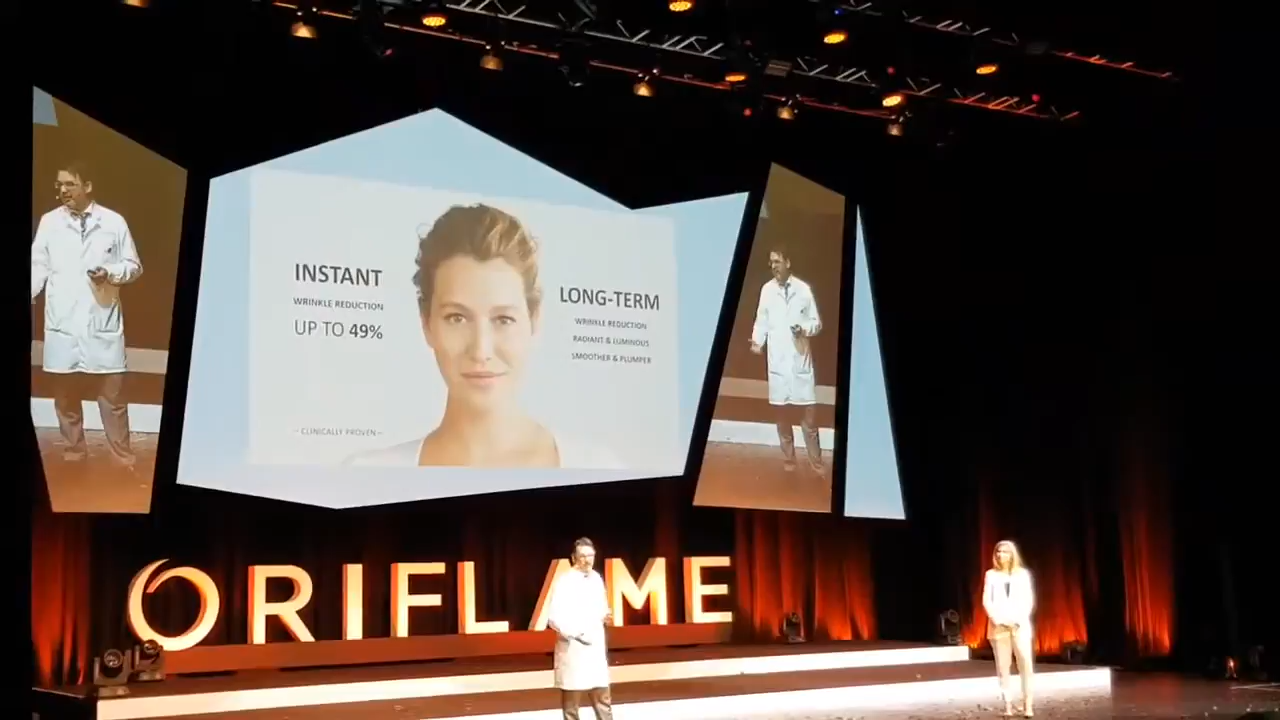 INSTANT
WRINKLE REDUCTION
UP TO 49%
– CLINICALLY PROVEN –
LONG-TERM
WRINKLE REDUCTION
RADIANT & LUMINOUS
SMOOTHER & PLUMPER
ORIFLAME